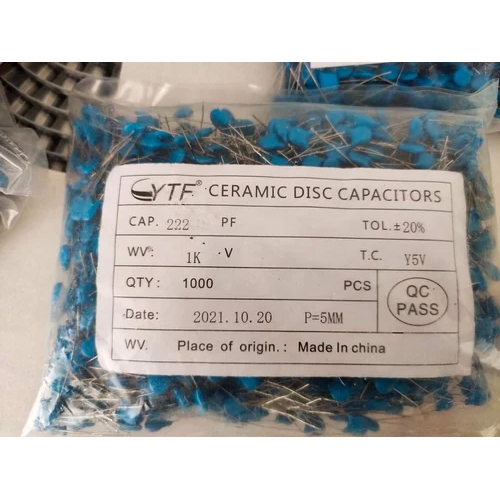 YTF® CERAMIC DISC CAPACITORS
CAP. 222 PF TOL.±20%
WV: 1K V T.C. Y5V
QTY: 1000 PCS
QC PASS
Date: 2021.10.20 P=5MM
WV. Place of origin.: Made In china